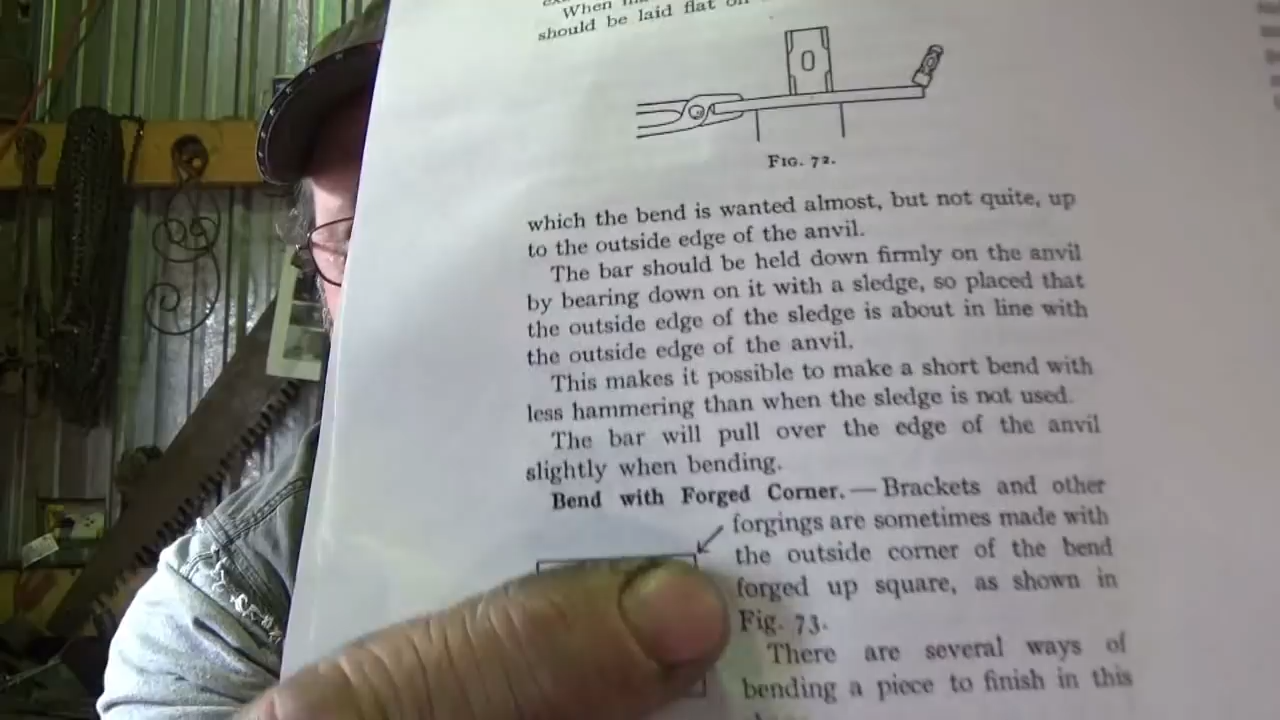 When
should be laid flat on
FIG. 72.
which the bend is wanted almost, but not quite, up
to the outside edge of the anvil.
The bar should be held down firmly on the anvil
by bearing down on it with a sledge, so placed that
the outside edge of the sledge is about in line with
the outside edge of the anvil.
This makes it possible to make a short bend with
less hammering than when the sledge is not used.
The bar will pull over the edge of the anvil
slightly when bending.
Bend with Forged Corner. — Brackets and other
forgings are sometimes made with
the outside corner of the bend
forged up square, as shown in
Fig. 73.
There are several ways of
bending a piece to finish in this